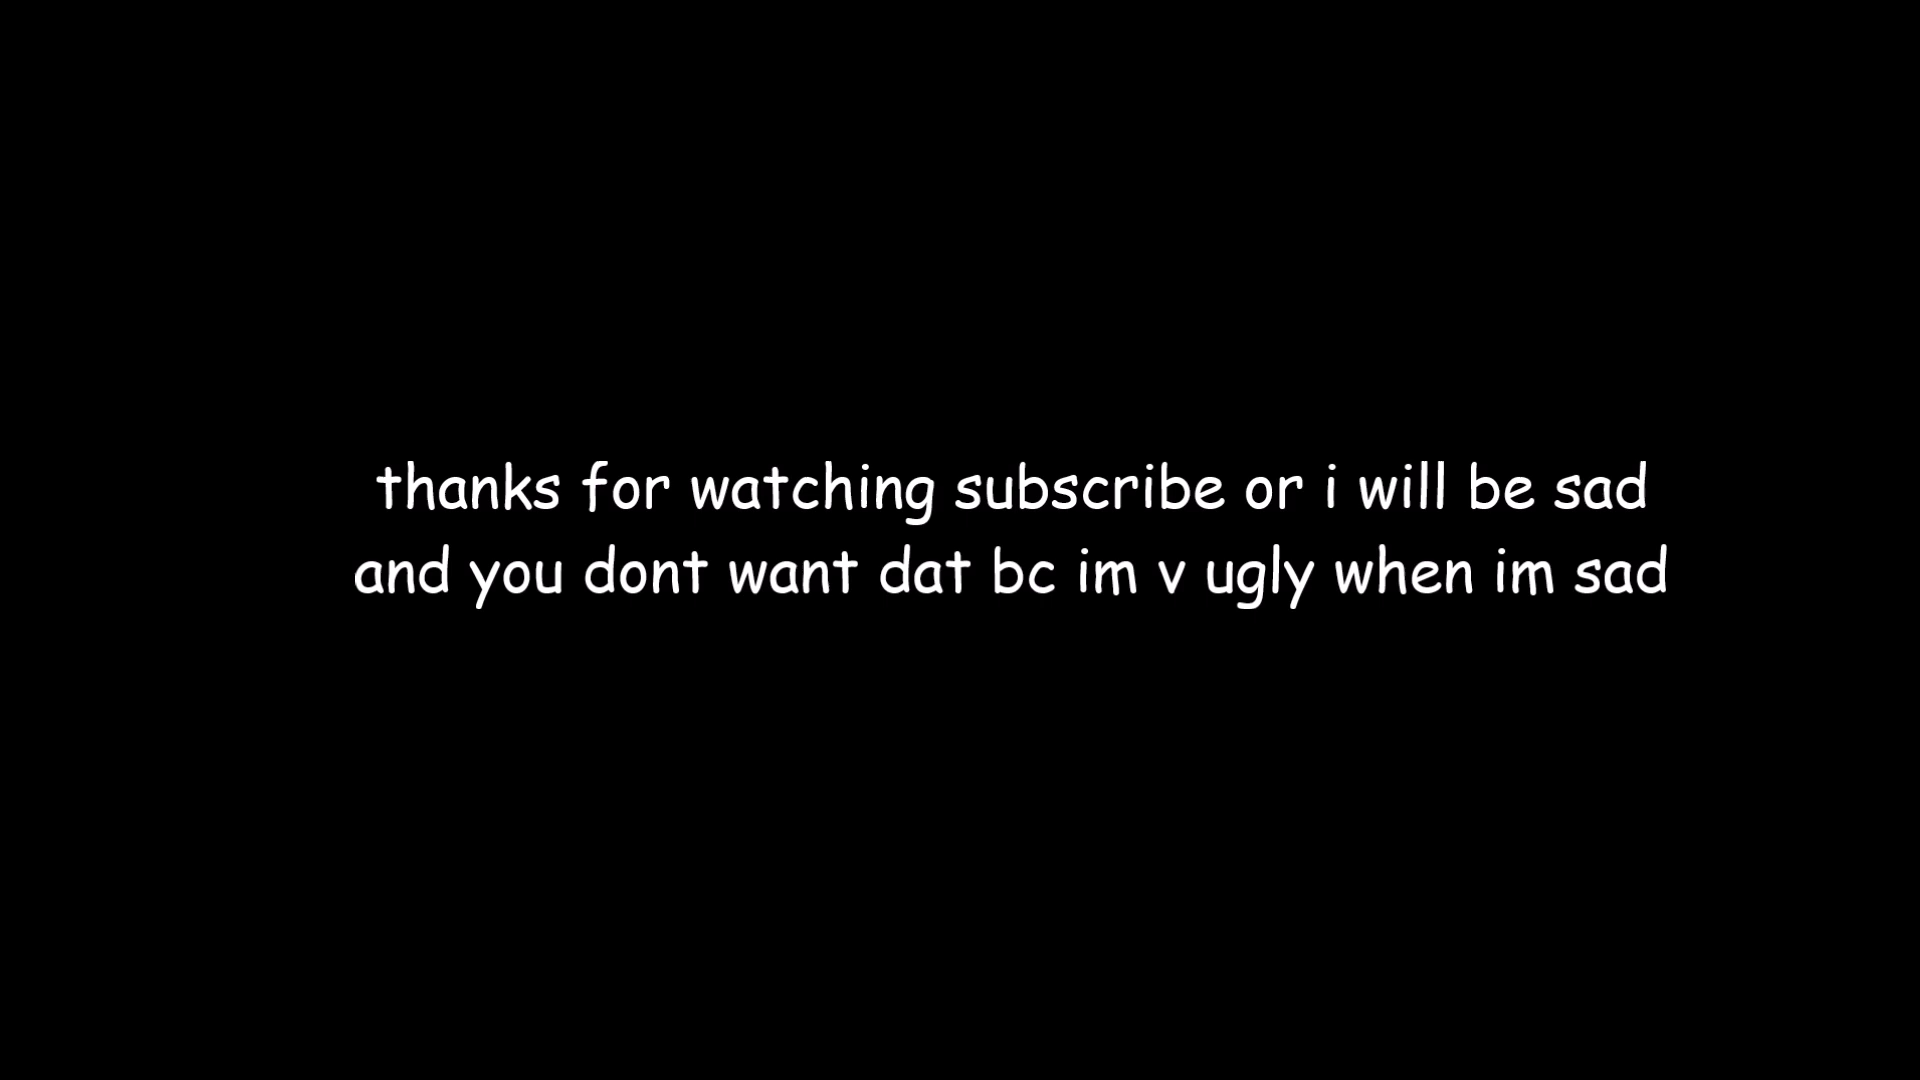 thanks for watching subscribe or i will be sad
and you dont want dat bc im v ugly when im sad